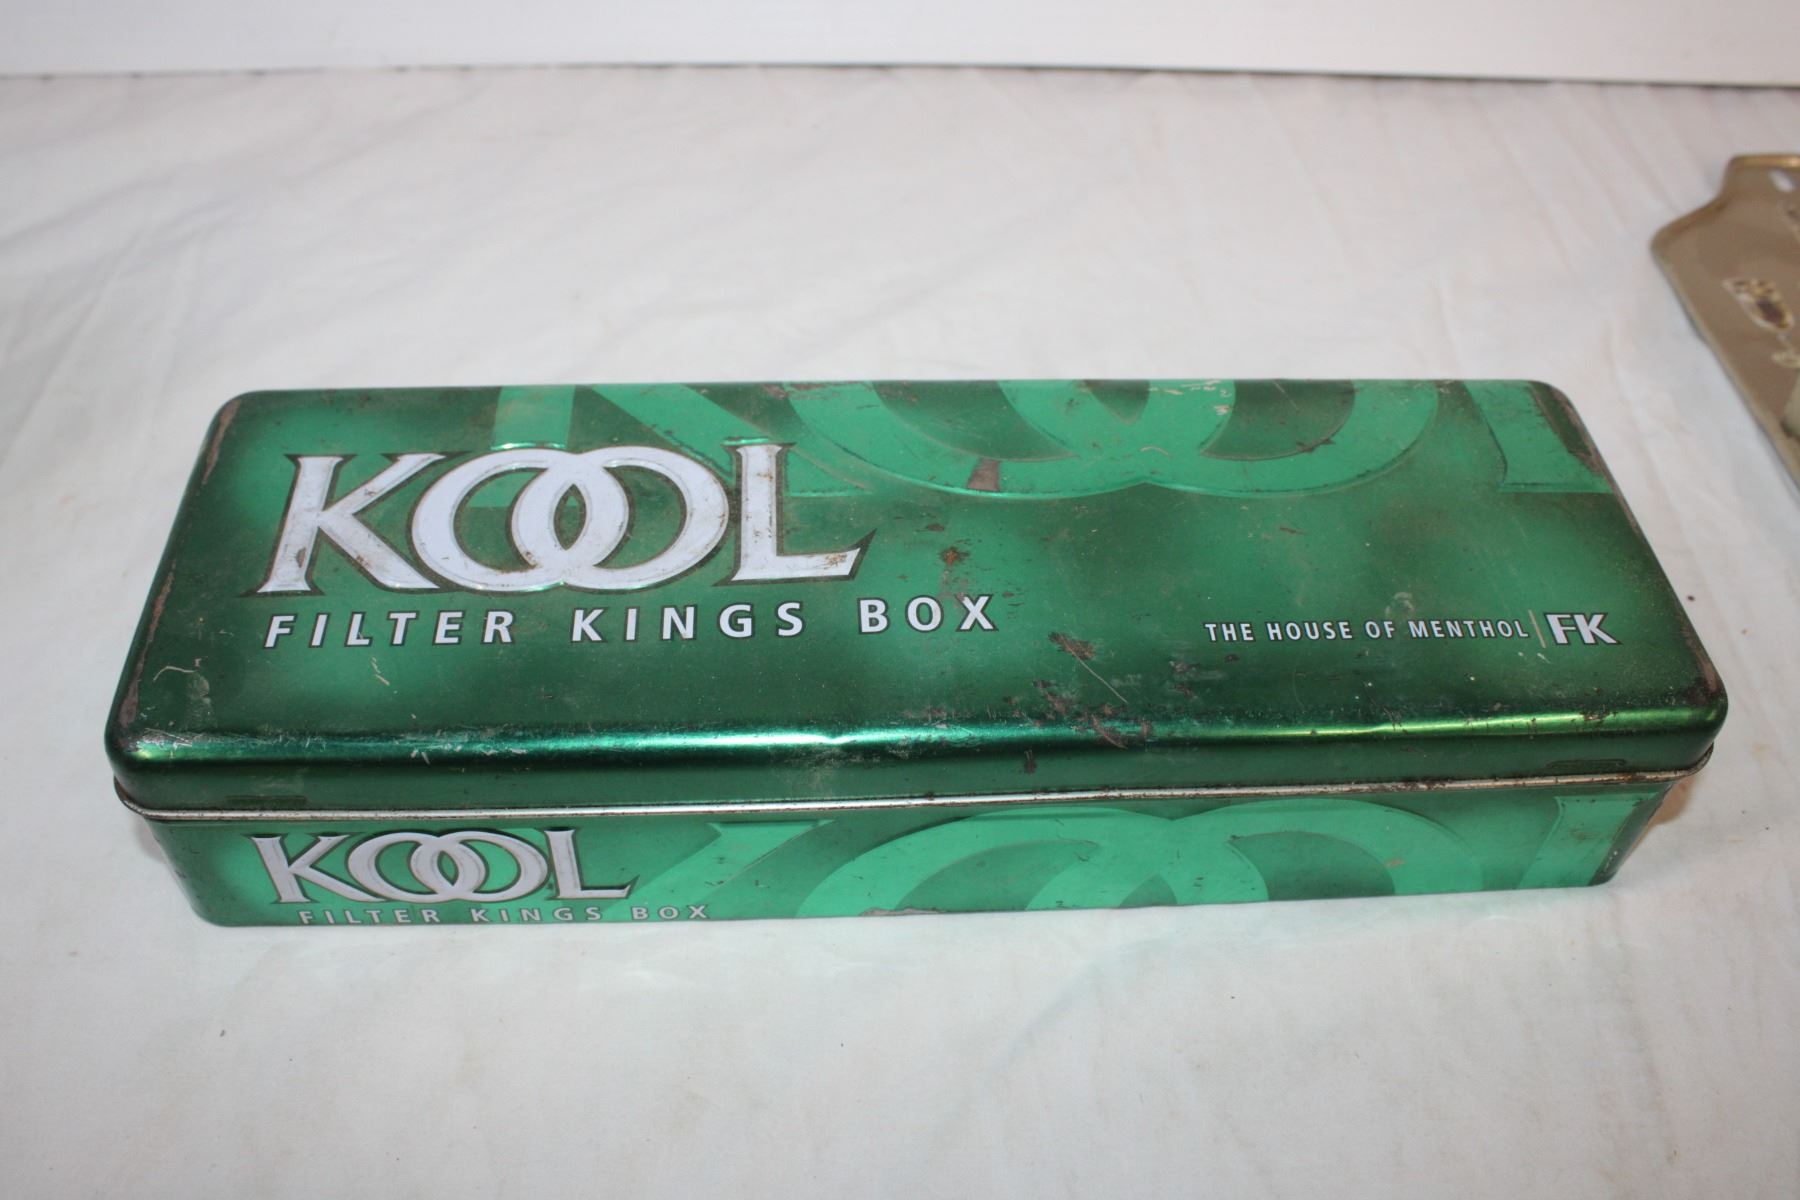 KOOL
FILTER KINGS BOX
THE HOUSE OF MENTHOL | FK
KOOL
FILTER KINGS BOX